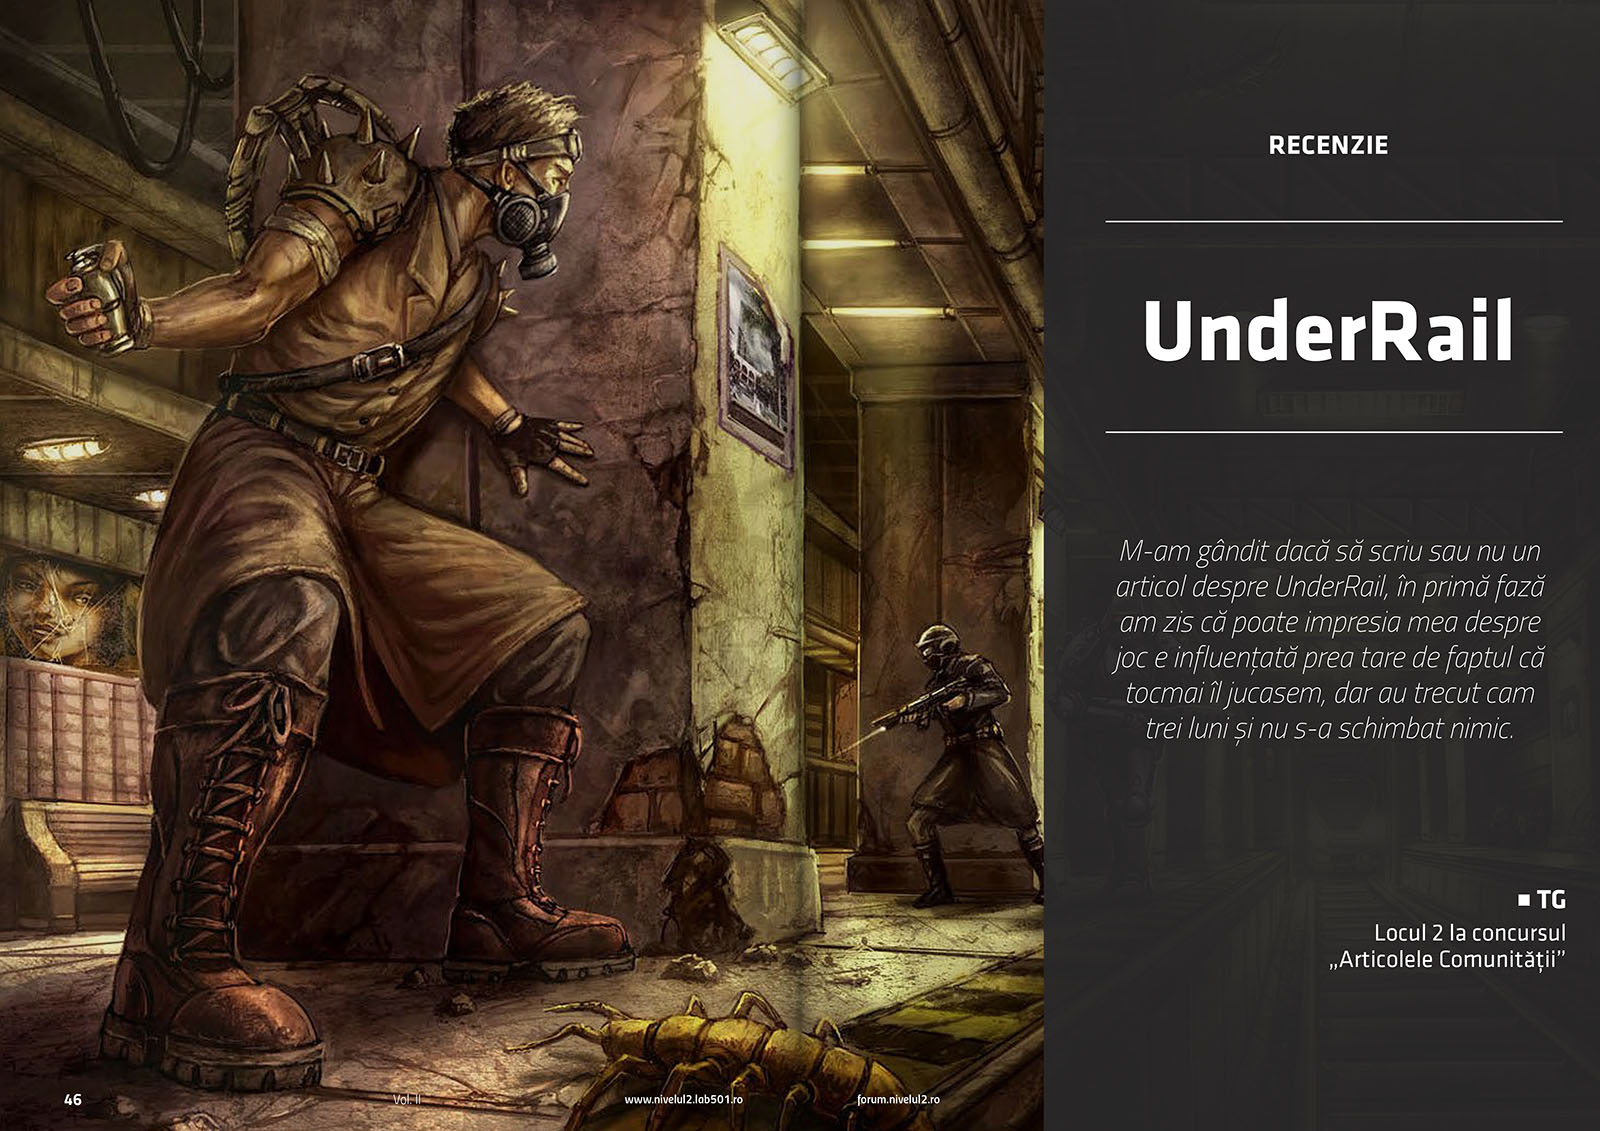 RECENZIE
UnderRail
M-am gândit dacă să scriu sau nu un
articol despre UnderRail, în primă fază
am zis că poate impresia mea despre
joc e influențată prea tare de faptul că
tocmai îl jucasem, dar au trecut cam
trei luni și nu s-a schimbat nimic.
■ TG
Locul 2 la concursul
„Articolele Comunității”
46
Vol. II
www.nivelul2.lab501.ro
forum.nivelul2.ro